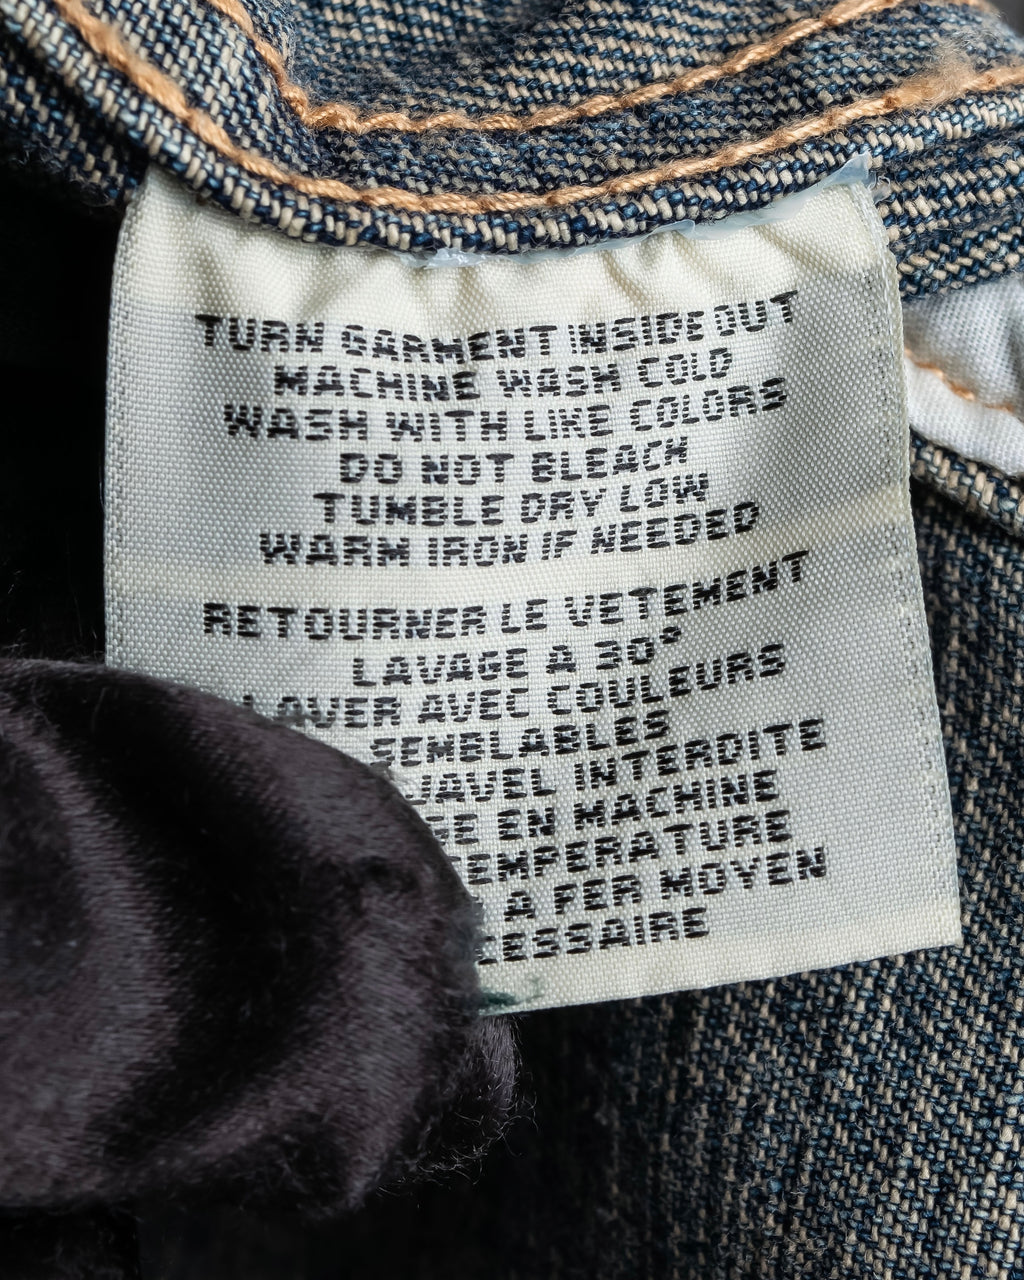 TURN GARMENT INSIDE OUT
MACHINE WASH COLD
WASH WITH LIKE COLORS
DO NOT BLEACH
TUMBLE DRY LOW
WARM IRON IF NEEDED
RETOURNER LE VETEMENT
LAVAGE A 30°
LAVER AVEC COULEURS
SEMBLABLES
JAVEL INTERDITE
EN MACHINE
A FER MOYEN